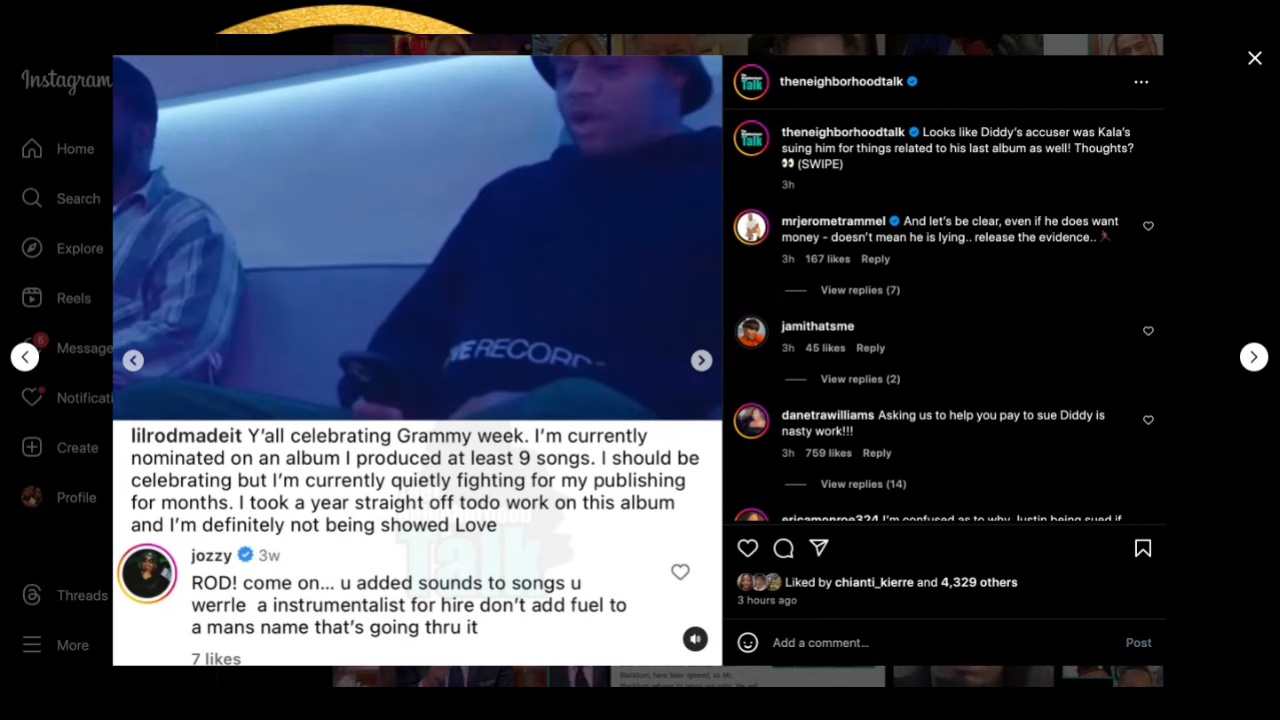 Instagram
Home
Search
Explore
Reels
5
Message
Notificati
Create
Profile
Threads
More
RECORD
lilrodmadeit Y'all celebrating Grammy week. I'm currently
nominated on an album I produced at least 9 songs. I should be
celebrating but I'm currently quietly fighting for my publishing
for months. I took a year straight off todo work on this album
and I'm definitely not being showed Love
Talk
jozzy 3w
ROD! come on... u added sounds to songs u
werrle a instrumentalist for hire don't add fuel to
a mans name that's going thru it
7 likes
Talk
theneighborhoodtalk
Talk
theneighborhoodtalk Looks like Diddy's accuser was Kala's
suing him for things related to his last album as well! Thoughts?
👀 (SWIPE)
3h
mrjerometrammel And let's be clear, even if he does want
money - doesn't mean he is lying.. release the evidence..
3h 167 likes Reply
View replies (7)
jamithatsme
3h 45 likes Reply
View replies (2)
danetrawilliams Asking us to help you pay to sue Diddy is
nasty work!!!
3h 759 likes Reply
View replies (14)
ericamonroe324 I'm confused as to why Justin being sued if
Liked by chianti_kierre and 4,329 others
3 hours ago
Add a comment...
Post